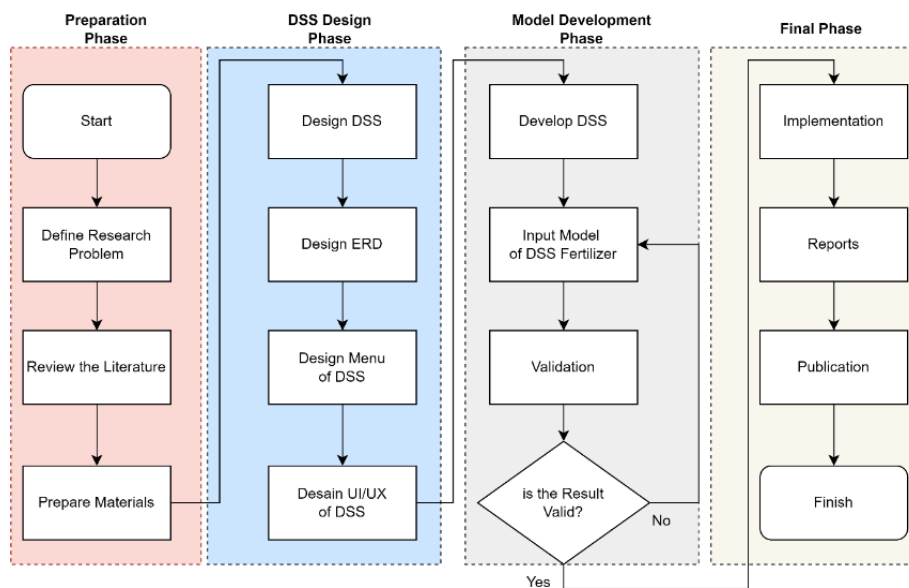 Preparation
Phase
Start
Define Research
Problem
Review the Literature
Prepare Materials
DSS Design
Phase
Design DSS
Design ERD
Design Menu
of DSS
Desain UI/UX
of DSS
Model Development
Phase
Develop DSS
Input Model
of DSS Fertilizer
Validation
is the Result
Valid?
No
Yes
Final Phase
Implementation
Reports
Publication
Finish